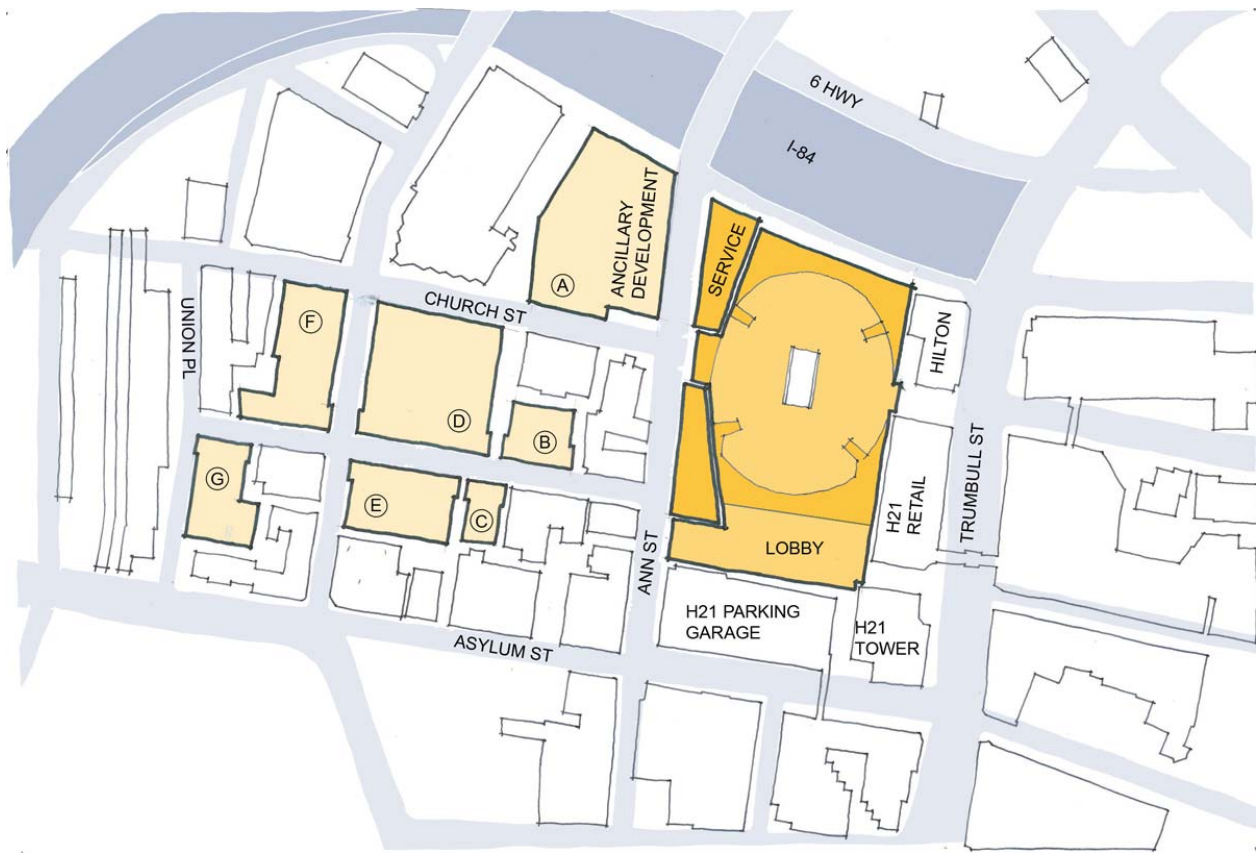 6 HWY
I-84
ANCILLARY
DEVELOPMENT
SERVICE
A
CHURCH ST
UNION PL
F
HILTON
D
B
G
E
C
H21
RETAIL
TRUMBULL ST
LOBBY
ANN ST
H21 PARKING
GARAGE
H21
TOWER
ASYLUM ST